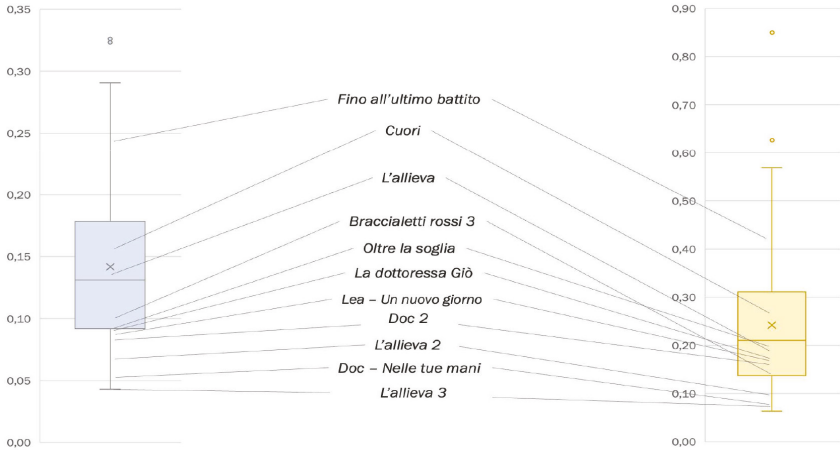 0,35
0,30
0,25
0,20
0,15
0,10
0,05
0,00
Fino all'ultimo battito
Cuori
L'allieva
Braccialetti rossi 3
Oltre la soglia
La dottoressa Giò
Lea – Un nuovo giorno
Doc 2
L'allieva 2
Doc – Nelle tue mani
L'allieva 3
0,90
0,80
0,70
0,60
0,50
0,40
0,30
0,20
0,10
0,00